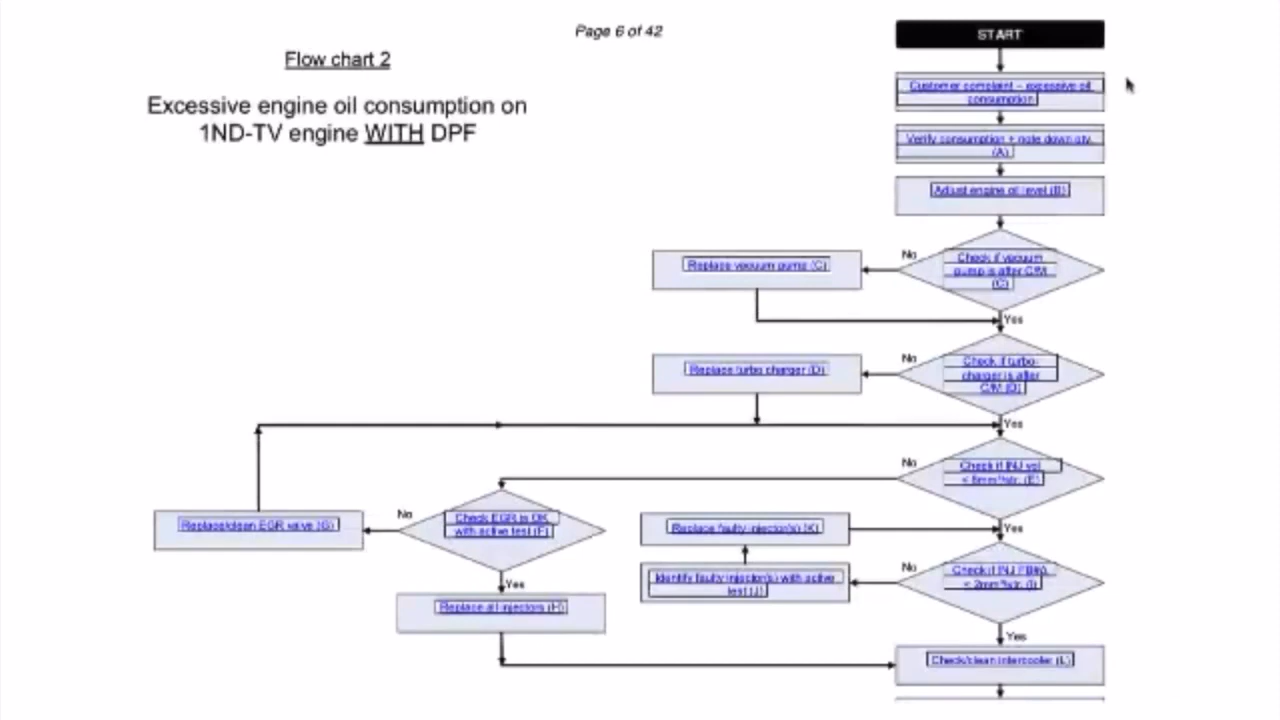 Page 6 of 42
START
Flow chart 2
Customer complaint – excessive oil
consumption
Excessive engine oil consumption on
1ND-TV engine WITH DPF
Verify consumption + note down qty.
(A)
Adjust engine oil level (B)
No
Check if vacuum
pump is after C/M
(C)
Replace vacuum pump (C)
Yes
No
Check if turbo
charger is after
C/M (D)
Replace turbo charger (D)
Yes
No
Check if INJ vol
(E)
No
Check EGR is OK
with active test (F)
Replace/clean EGR valve (G)
Replace faulty injector(s) (K)
Yes
No
Check if INJ
(I)
Identify faulty injector(s) with active
test (J)
Yes
Replace all injectors (H)
Yes
Check/clean intercooler (L)